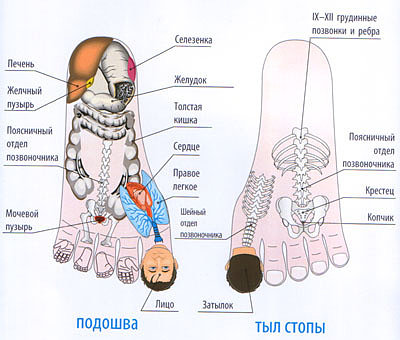 IX–XII грудинные
позвонки и ребра
Селезенка
Печень
Желчный
пузырь
Желудок
Толстая
кишка
Поясничный
отдел
позвоночника
Сердце
Правое
легкое
Мочевой
пузырь
Шейный
отдел
позвоночника
Поясничный
отдел
позвоночника
Крестец
Копчик
Лицо
Затылок
ПОДОШВА
ТЫЛ СТОПЫ